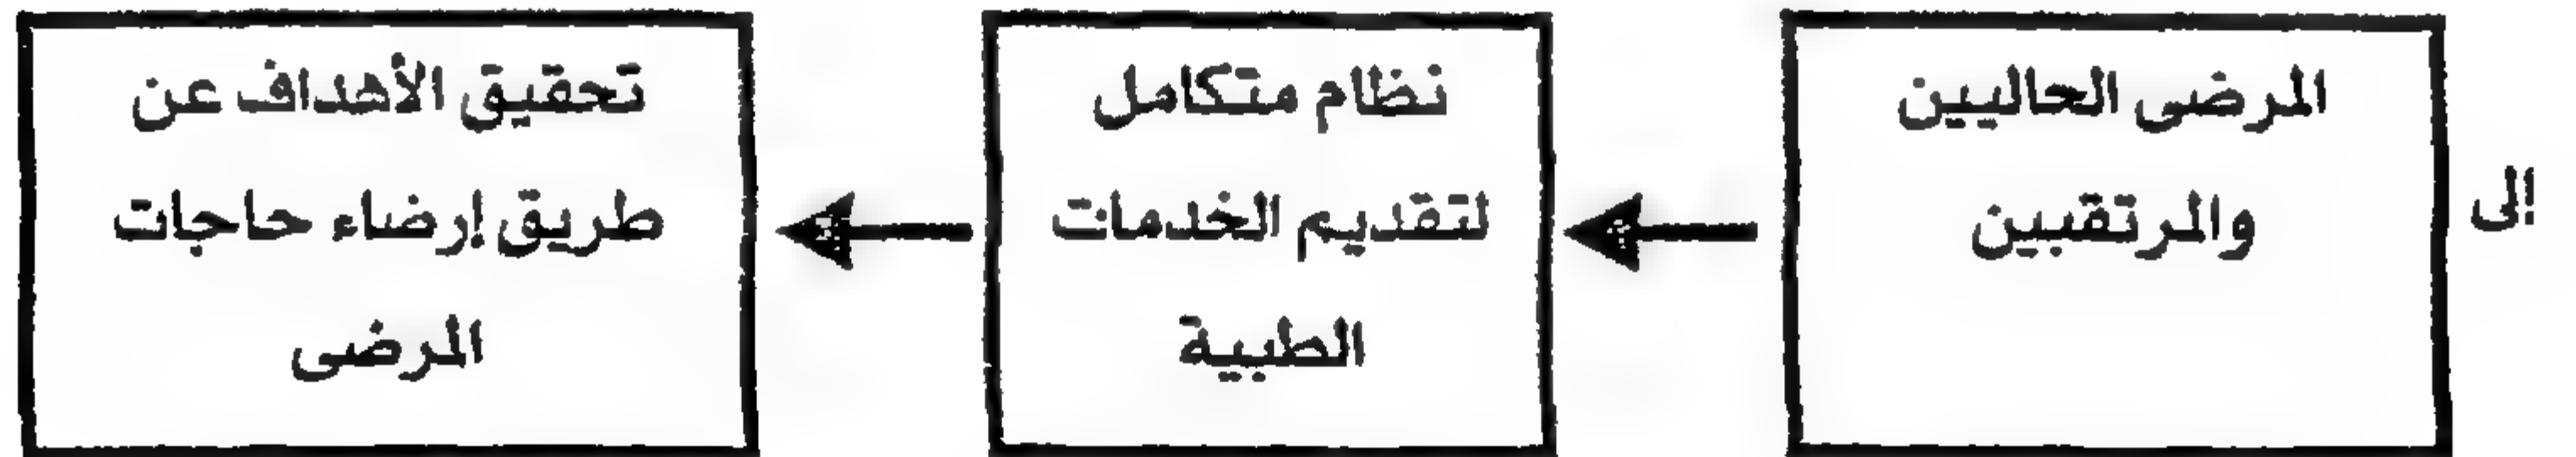 إلى
المرضى الحاليين
والمرتقبين
نظام متكامل
لتقديم الخدمات
الطبية
تحقيق الأهداف عن
طريق إرضاء حاجات
المرضى